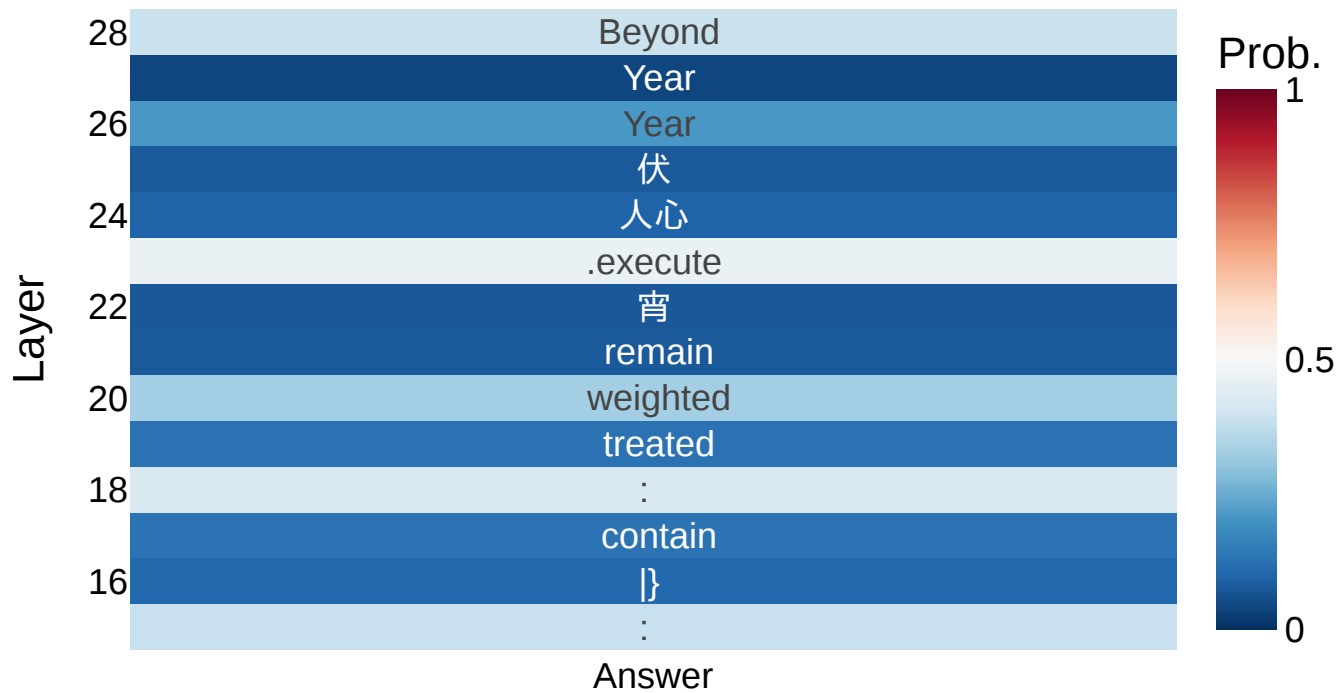 28 Beyond
Year
26 Year
伏
24 人心
.execute
22 宵
remain
20 weighted
treated
18 :
contain
16 |}
:
Layer
Answer
Prob.
1
0.5
0